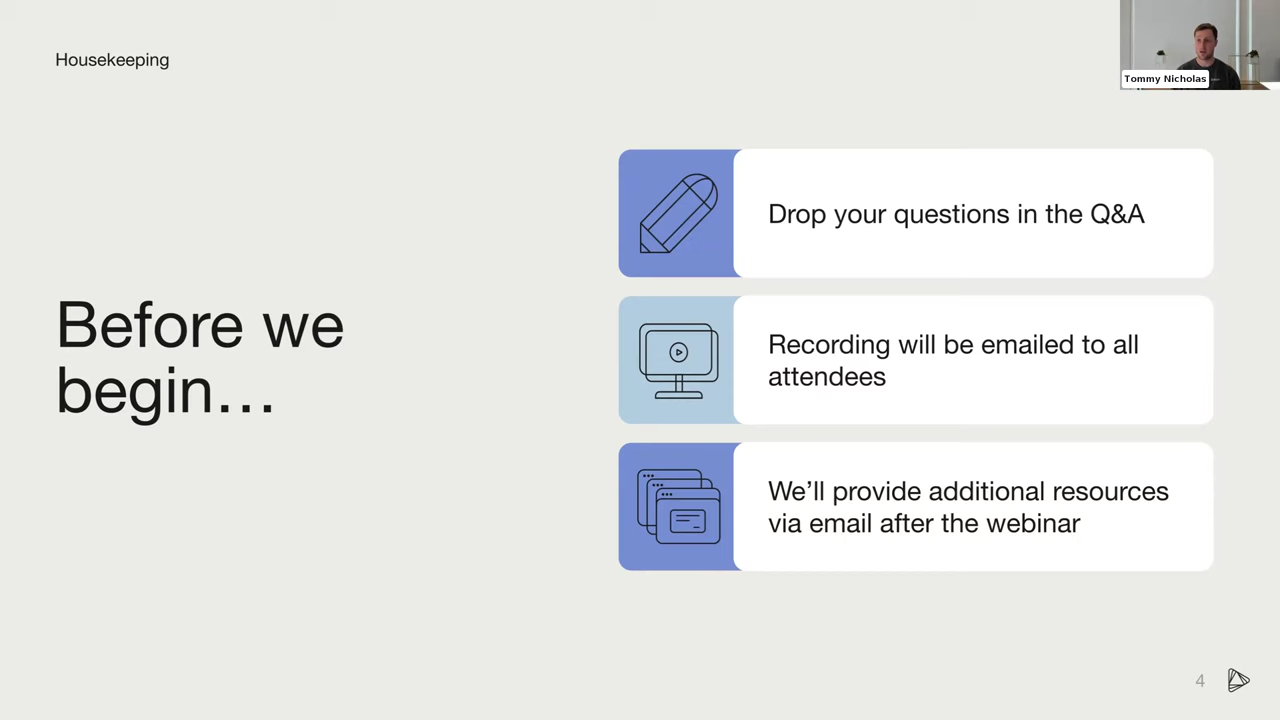 Housekeeping
Tommy Nicholas
Before we
begin…
Drop your questions in the Q&A
Recording will be emailed to all
attendees
We’ll provide additional resources
via email after the webinar
4